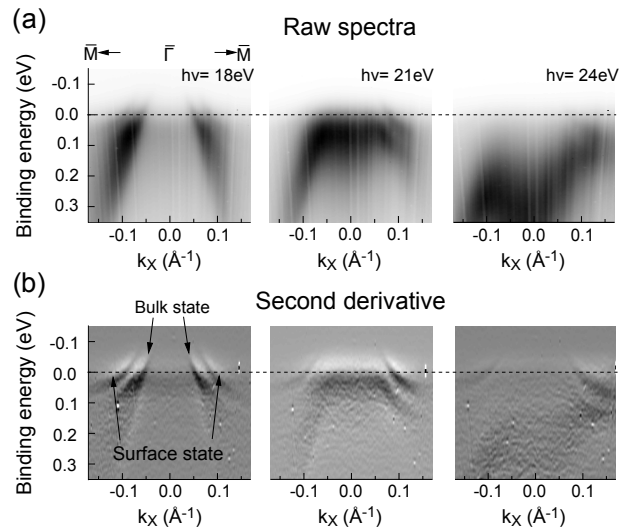 (a) Raw spectra
M̄ Γ̄ M̄
hν= 18eV hν= 21eV hν= 24eV
Binding energy (eV)
-0.1
0.0
0.1
0.2
0.3
-0.1 0.0 0.1 -0.1 0.0 0.1 -0.1 0.0 0.1
kX (Å-1) kX (Å-1) kX (Å-1)
(b) Second derivative
Bulk state
Binding energy (eV)
-0.1
0.0
0.1
0.2
0.3
Surface state
-0.1 0.0 0.1 -0.1 0.0 0.1 -0.1 0.0 0.1
kX (Å-1) kX (Å-1) kX (Å-1)